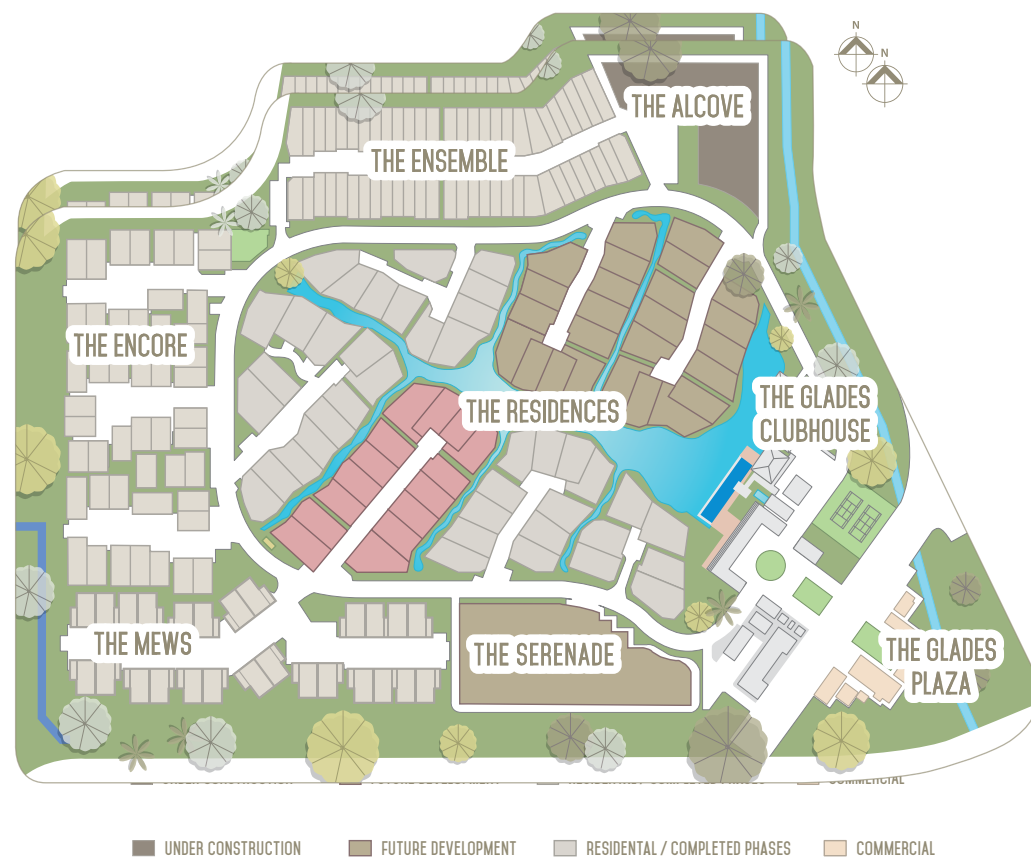 N
N
THE ALCOVE
THE ENSEMBLE
THE ENCORE
THE RESIDENCES
THE GLADES
CLUBHOUSE
THE MEWS
THE SERENADE
THE GLADES
PLAZA
COMMERCIAL
UNDER CONSTRUCTION
FUTURE DEVELOPMENT
RESIDENTAL / COMPLETED PHASES
COMMERCIAL